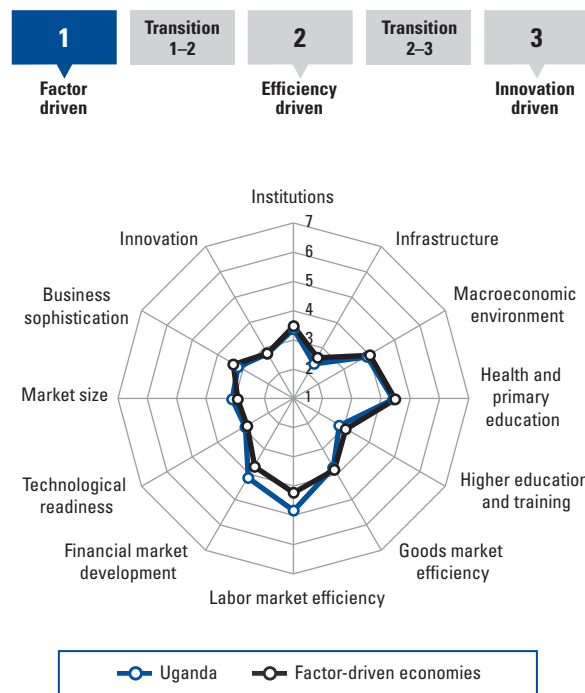 1
Transition
1–2
2
Transition
2–3
3
Factor
driven
Efficiency
driven
Innovation
driven
Institutions
7
6
5
4
3
2
1
Innovation
Infrastructure
Business
sophistication
Macroeconomic
environment
Market size
Health and
primary
education
Technological
readiness
Higher education
and training
Financial market
development
Goods market
efficiency
Labor market efficiency
Uganda
Factor-driven economies